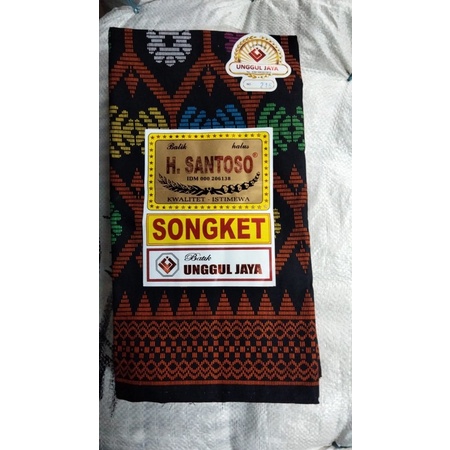 UNGGUL JAYA
Batik halus
H. SANTOSO®
IDM 000 206138
KWALITET - ISTIMEWA
SONGKET
Batik
UNGGUL JAYA